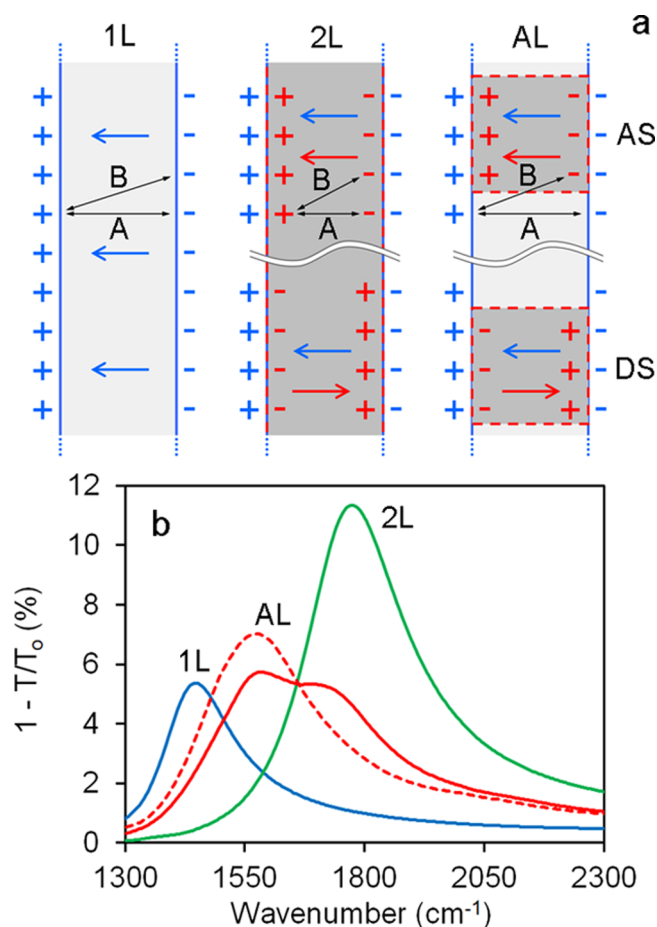 1L 2L AL a
+ - + + - - + + - - AS
+ - + + - - + + - -
+ - + + - - + + - -
B B B
+ - + + - - + -
A A A
+ - + - + - + -
+ - + - + - + -
+ - + - + - + - + -
+ - + - + - + - + - DS
+ - + - + - + - + -
b
12
10
8
6
4
2
0
1 - T/To (%)
2L
AL
1L
1300 1550 1800 2050 2300
Wavenumber (cm-1)